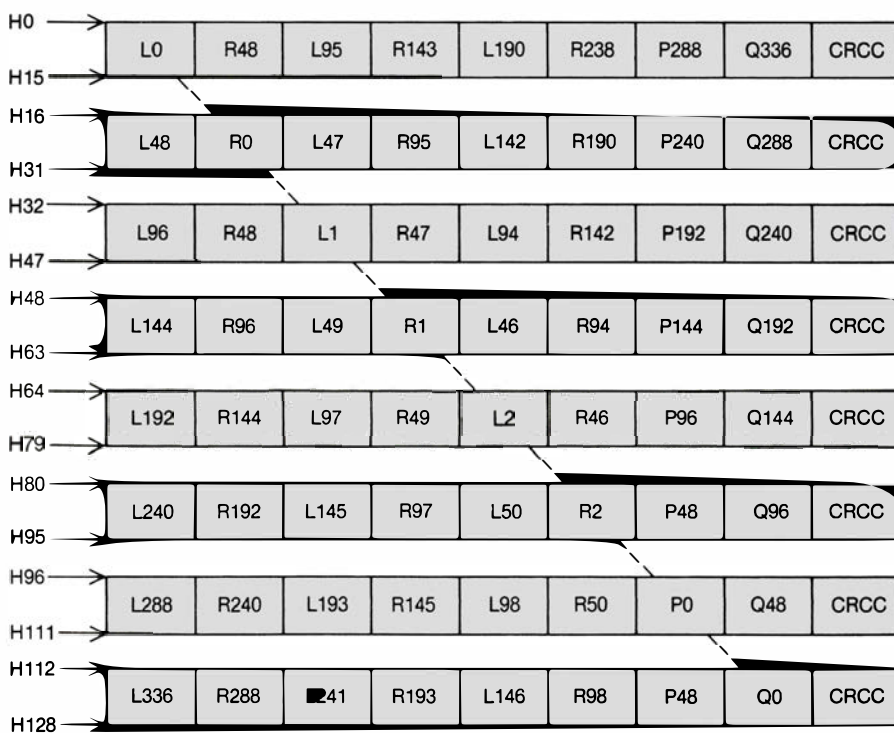 H0
L0 R48 L95 R143 L190 R238 P288 Q336 CRCC
H15
H16
L48 R0 L47 R95 L142 R190 P240 Q288 CRCC
H31
H32
L96 R48 L1 R47 L94 R142 P192 Q240 CRCC
H47
H48
L144 R96 L49 R1 L46 R94 P144 Q192 CRCC
H63
H64
L192 R144 L97 R49 L2 R46 P96 Q144 CRCC
H79
H80
L240 R192 L145 R97 L50 R2 P48 Q96 CRCC
H95
H96
L288 R240 L193 R145 L98 R50 P0 Q48 CRCC
H111
H112
L336 R288 241 R193 L146 R98 P48 Q0 CRCC
H128